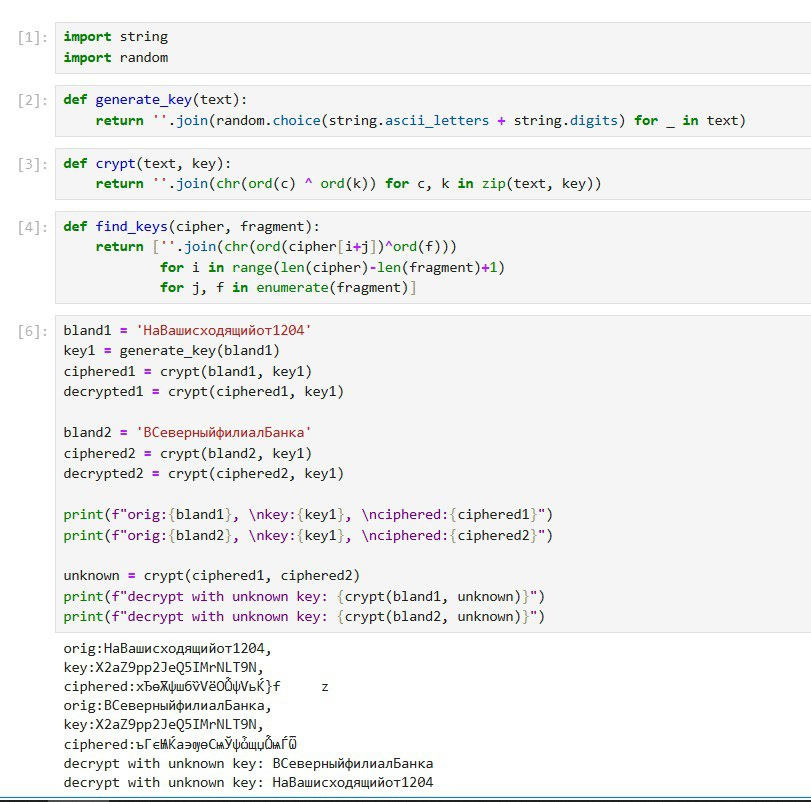 [1]:
import string
import random
[2]:
def generate_key(text):
return ''.join(random.choice(string.ascii_letters + string.digits) for _ in text)
[3]:
def crypt(text, key):
return ''.join(chr(ord(c) ^ ord(k)) for c, k in zip(text, key))
[4]:
def find_keys(cipher, fragment):
return [''.join(chr(ord(cipher[i+j])^ord(f)))
for i in range(len(cipher)-len(fragment)+1)
for j, f in enumerate(fragment)]
[6]:
bland1 = 'НаВашисходящийот1204'
key1 = generate_key(bland1)
ciphered1 = crypt(bland1, key1)
decrypted1 = crypt(ciphered1, key1)
bland2 = 'ВСеверныйфилиалБанка'
ciphered2 = crypt(bland2, key1)
decrypted2 = crypt(ciphered2, key1)
print(f"orig:{bland1}, \nkey:{key1}, \nciphered:{ciphered1}")
print(f"orig:{bland2}, \nkey:{key1}, \nciphered:{ciphered2}")
unknown = crypt(ciphered1, ciphered2)
print(f"decrypt with unknown key: {crypt(bland1, unknown)}")
print(f"decrypt with unknown key: {crypt(bland2, unknown)}")
orig:НаВашисходящийот1204,
key:X2aZ9pp2JeQ5IMrNLT9N,
ciphered:
orig:ВСеверныйфилиалБанка,
key:X2aZ9pp2JeQ5IMrNLT9N,
ciphered:
decrypt with unknown key: ВСеверныйфилиалБанка
decrypt with unknown key: НаВашисходящийот1204